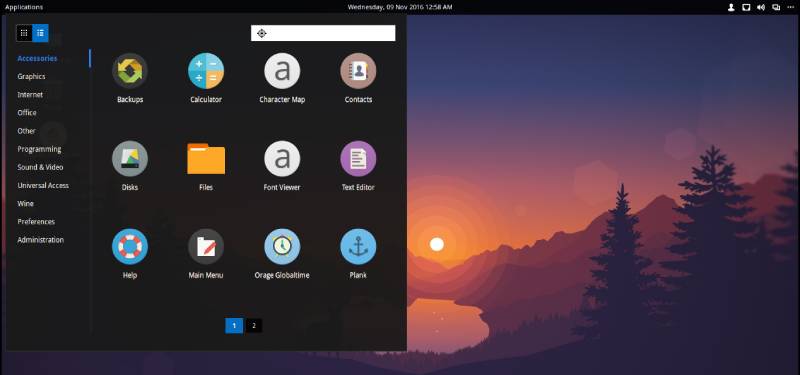 Applications
Wednesday, 09 Nov 2016 12:58 AM
Accessories
Graphics
Internet
Office
Other
Programming
Sound & Video
Universal Access
Wine
Preferences
Administration
Backups
Calculator
a
Character Map
Contacts
Disks
Files
a
Font Viewer
Text Editor
Help
Main Menu
Orage Globaltime
Plank
1
2